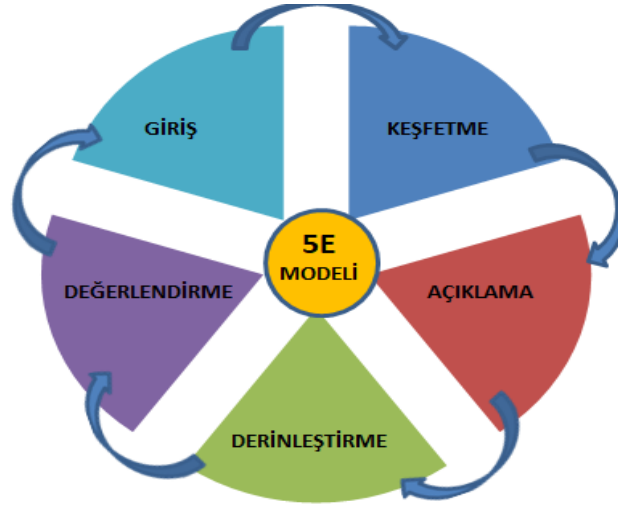 GİRİŞ
KEŞFETME
5E
MODELİ
DEĞERLENDİRME
AÇIKLAMA
DERİNLEŞTİRME